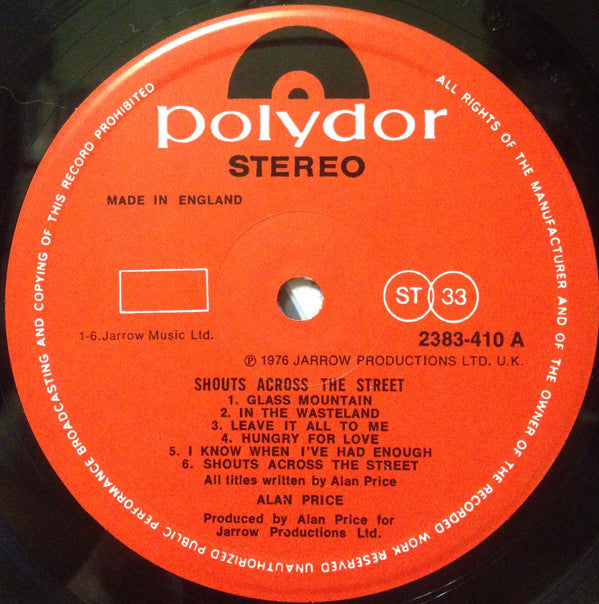 polydor
STEREO
MADE IN ENGLAND
ST 33
1-6.Jarrow Music Ltd.
2383-410 A
℗ 1976 JARROW PRODUCTIONS LTD. U.K.
SHOUTS ACROSS THE STREET
1. GLASS MOUNTAIN
2. IN THE WASTELAND
3. LEAVE IT ALL TO ME
4. HUNGRY FOR LOVE
5. I KNOW WHEN I'VE HAD ENOUGH
6. SHOUTS ACROSS THE STREET
All titles written by Alan Price
ALAN PRICE
Produced by Alan Price for
Jarrow Productions Ltd.
ALL RIGHTS OF THE MANUFACTURER AND OF THE OWNER OF THE RECORDED WORK RESERVED UNAUTHORIZED PUBLIC PERFORMANCE BROADCASTING AND COPYING OF THIS RECORD PROHIBITED